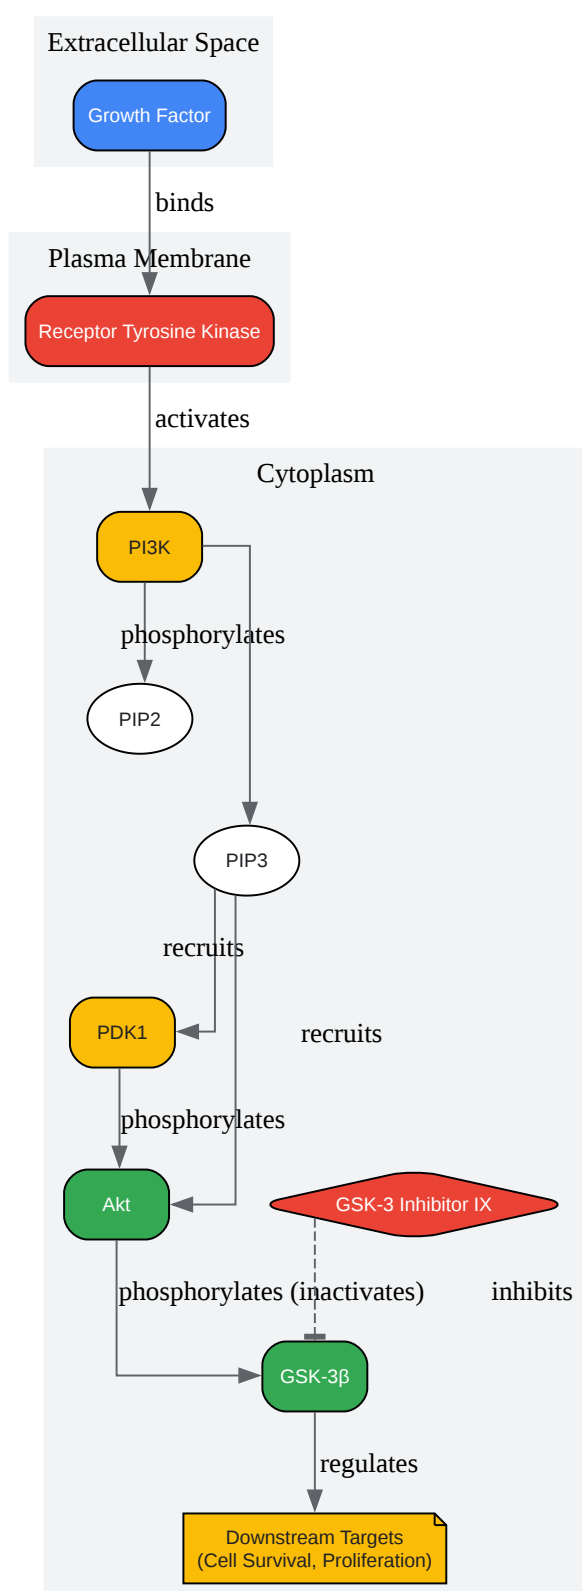 Extracellular Space
Growth Factor
binds
Plasma Membrane
Receptor Tyrosine Kinase
activates
Cytoplasm
PI3K
phosphorylates
PIP2
PIP3
recruits
PDK1
recruits
phosphorylates
Akt
GSK-3 Inhibitor IX
phosphorylates (inactivates)
inhibits
GSK-3β
regulates
Downstream Targets
(Cell Survival, Proliferation)